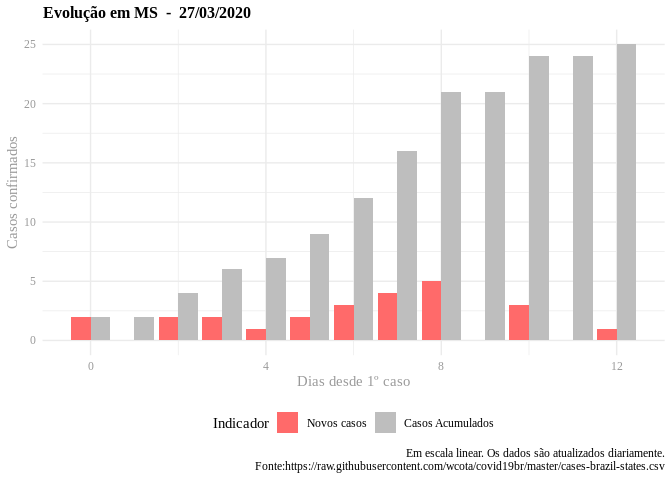 Evolução em MS - 27/03/2020
Casos confirmados
25
20
15
10
5
0
0 4 8 12
Dias desde 1º caso
Indicador Novos casos Casos Acumulados
Em escala linear. Os dados são atualizados diariamente.
Fonte:https://raw.githubusercontent.com/wcota/covid19br/master/cases-brazil-states.csv